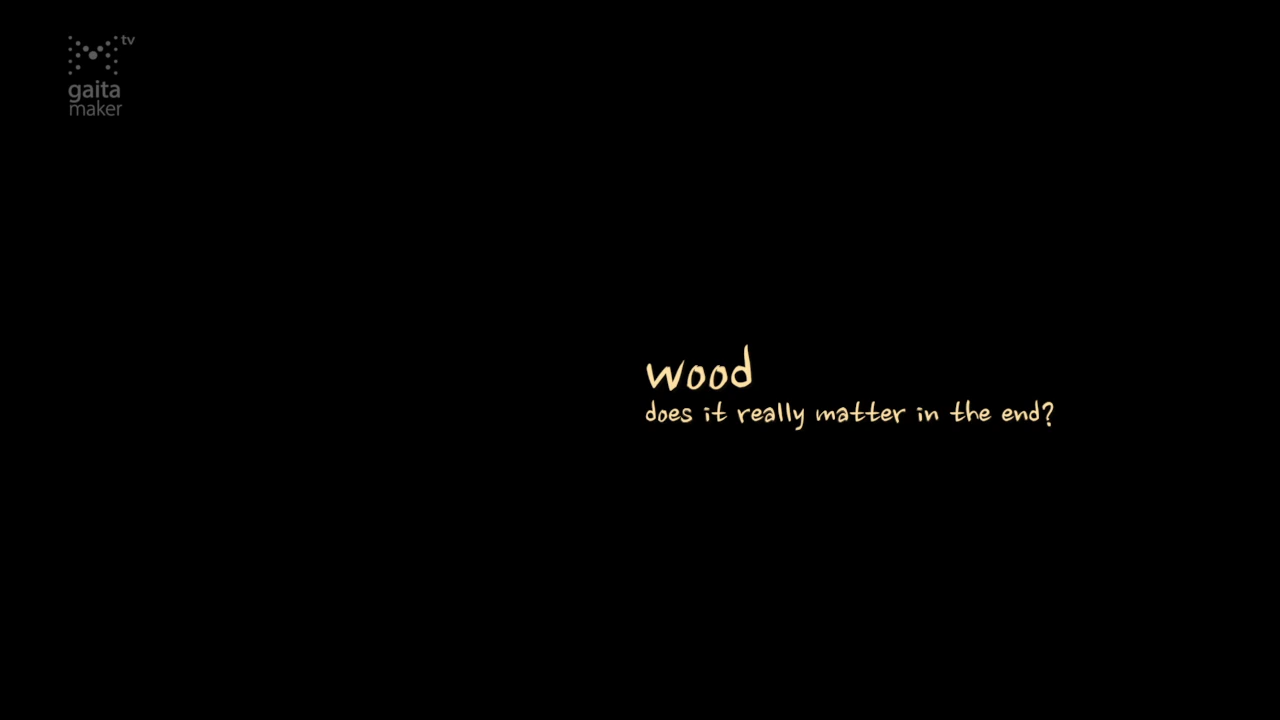 tv
gaita
maker
wood
does it really matter in the end?